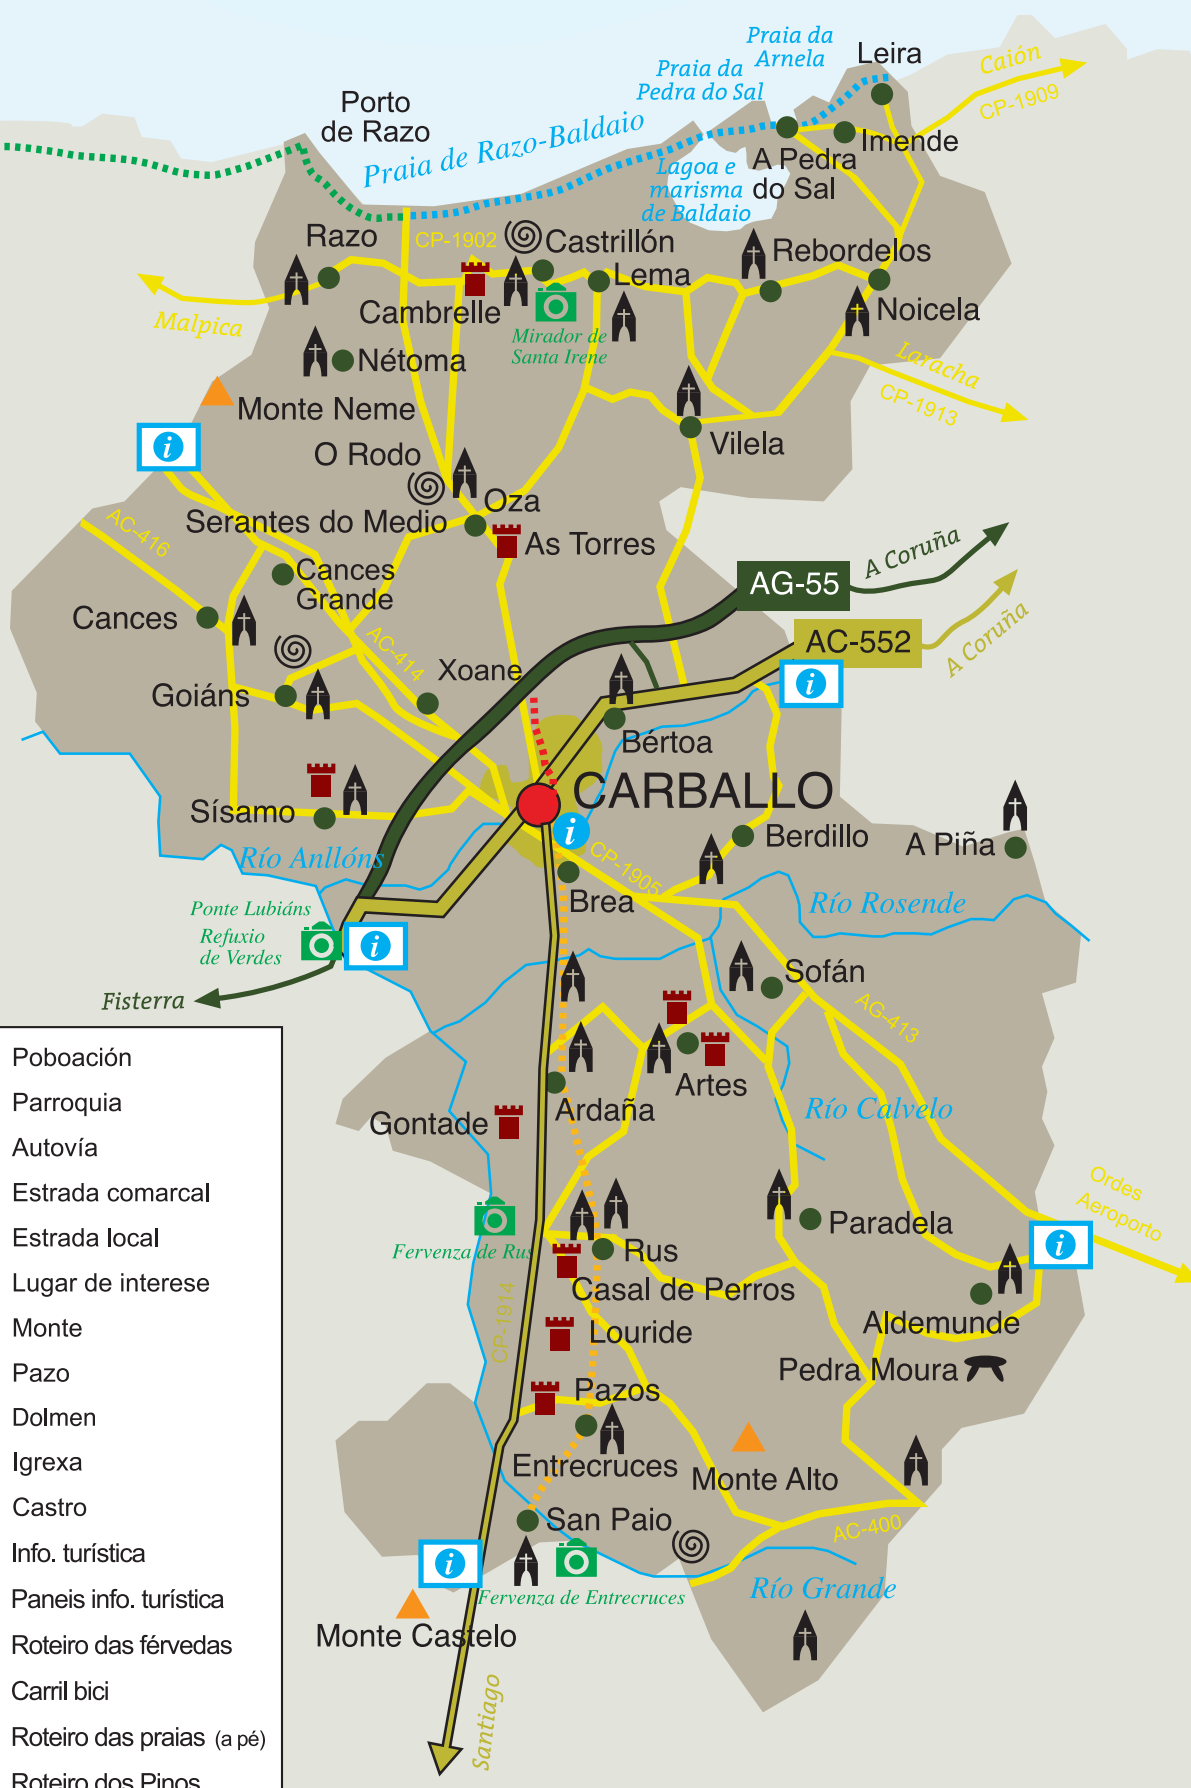 Praia da
Arnela
Leira
Caión
CP-1909
Praia da
Pedra do Sal
Porto
de Razo
Praia de Razo-Baldaio
Imende
A Pedra
do Sal
Lagoa e
marisma
de Baldaio
Razo
CP-1902
Castrillón
Rebordelos
Lema
Cambrelle
Noicela
Malpica
Mirador de
Santa Irene
Nétoma
Laracha
CP-1913
Monte Neme
Vilela
O Rodo
Oza
Serantes do Medio
As Torres
AC-416
A Coruña
AG-55
Cances
Grande
Cances
AC-552
A Coruña
AC-414
Xoane
Goiáns
i
i
Bértoa
CARBALLO
Sísamo
i
Berdillo
A Piña
Río Anllóns
CP-1905
Brea
Río Rosende
Ponte Lubiáns
Refuxio
de Verdes
i
Sofán
Fisterra
AG-413
Artes
Ardaña
Río Calvelo
Gontade
Ordes
Aeroporto
Paradela
i
Fervenza de Rus
Rus
Casal de Perros
CP-1914
Louride
Aldemunde
Pedra Moura
Pazos
Entrecruces
Monte Alto
San Paio
AC-400
i
Fervenza de Entrecruces
Río Grande
Monte Castelo
Santiago
Poboación
Parroquia
Autovía
Estrada comarcal
Estrada local
Lugar de interese
Monte
Pazo
Dolmen
Igrexa
Castro
Info. turística
Paneis info. turística
Roteiro das férvedas
Carril bici
Roteiro das praias (a pé)
Roteiro dos Pinos